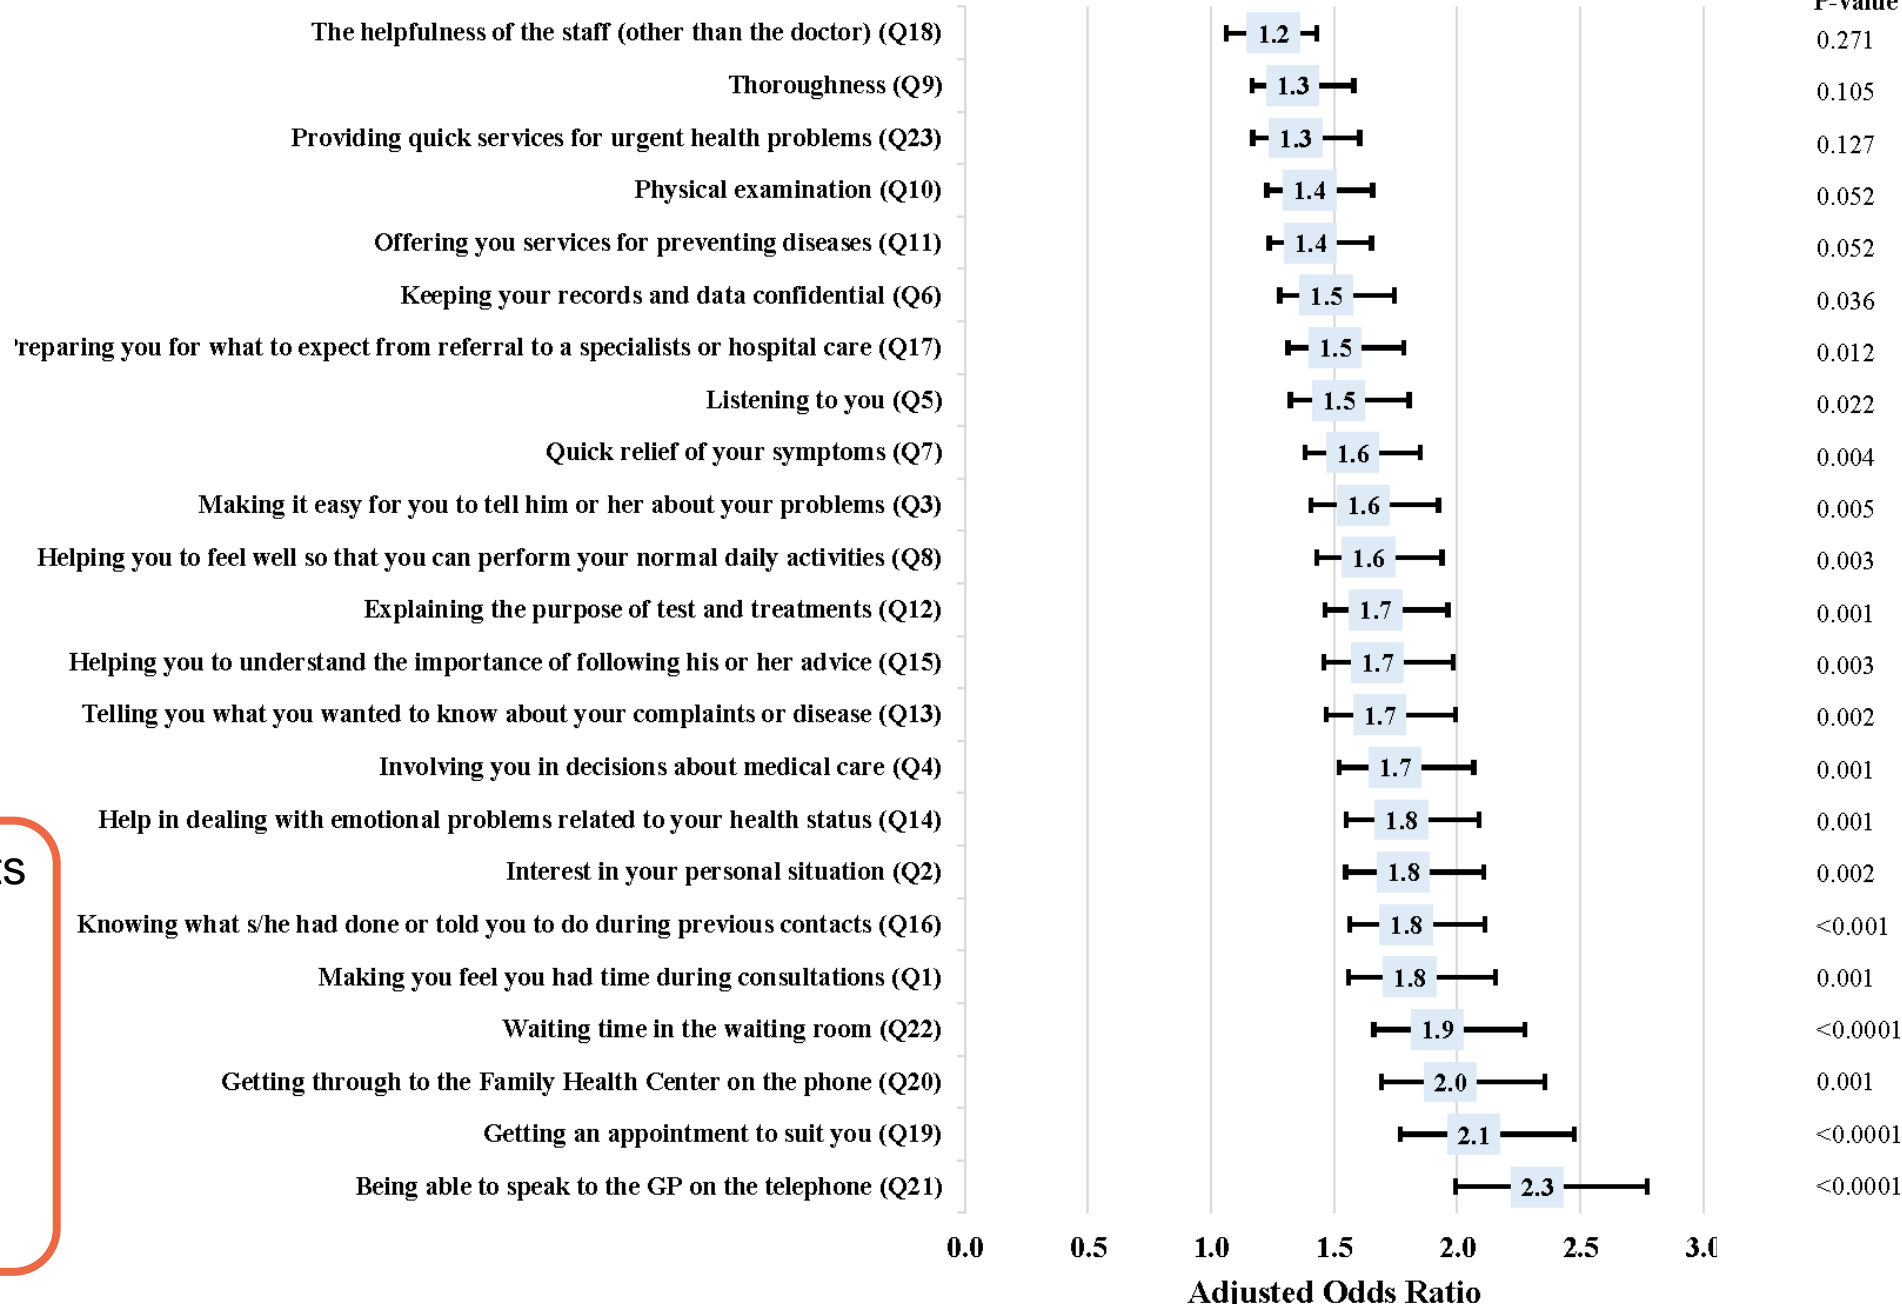 P-value
The helpfulness of the staff (other than the doctor) (Q18) 1.2 0.271
Thoroughness (Q9) 1.3 0.105
Providing quick services for urgent health problems (Q23) 1.3 0.127
Physical examination (Q10) 1.4 0.052
Offering you services for preventing diseases (Q11) 1.4 0.052
Keeping your records and data confidential (Q6) 1.5 0.036
reparing you for what to expect from referral to a specialists or hospital care (Q17) 1.5 0.012
Listening to you (Q5) 1.5 0.022
Quick relief of your symptoms (Q7) 1.6 0.004
Making it easy for you to tell him or her about your problems (Q3) 1.6 0.005
Helping you to feel well so that you can perform your normal daily activities (Q8) 1.6 0.003
Explaining the purpose of test and treatments (Q12) 1.7 0.001
Helping you to understand the importance of following his or her advice (Q15) 1.7 0.003
Telling you what you wanted to know about your complaints or disease (Q13) 1.7 0.002
Involving you in decisions about medical care (Q4) 1.7 0.001
Help in dealing with emotional problems related to your health status (Q14) 1.8 0.001
Interest in your personal situation (Q2) 1.8 0.002
Knowing what s/he had done or told you to do during previous contacts (Q16) 1.8 <0.001
Making you feel you had time during consultations (Q1) 1.8 0.001
Waiting time in the waiting room (Q22) 1.9 <0.0001
Getting through to the Family Health Center on the phone (Q20) 2.0 0.001
Getting an appointment to suit you (Q19) 2.1 <0.0001
Being able to speak to the GP on the telephone (Q21) 2.3 <0.0001
0.0 0.5 1.0 1.5 2.0 2.5 3.0
Adjusted Odds Ratio